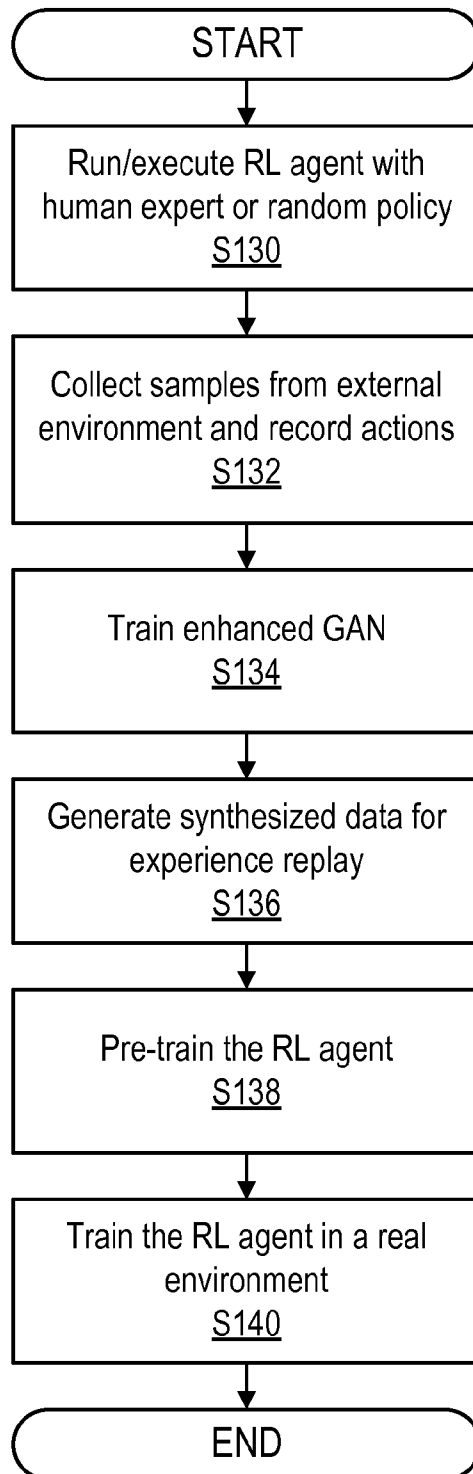 START
Run/execute RL agent with
human expert or random policy
S130
Collect samples from external
environment and record actions
S132
Train enhanced GAN
S134
Generate synthesized data for
experience replay
S136
Pre-train the RL agent
S138
Train the RL agent in a real
environment
S140
END